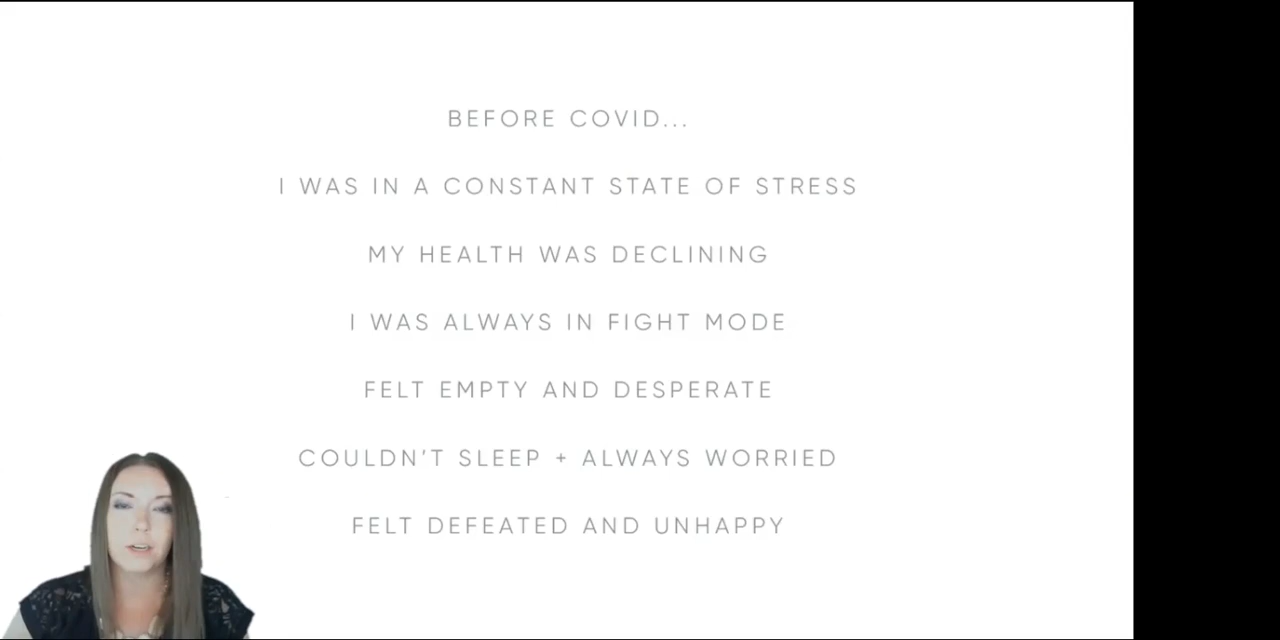 BEFORE COVID...
I WAS IN A CONSTANT STATE OF STRESS
MY HEALTH WAS DECLINING
I WAS ALWAYS IN FIGHT MODE
FELT EMPTY AND DESPERATE
COULDN'T SLEEP + ALWAYS WORRIED
FELT DEFEATED AND UNHAPPY